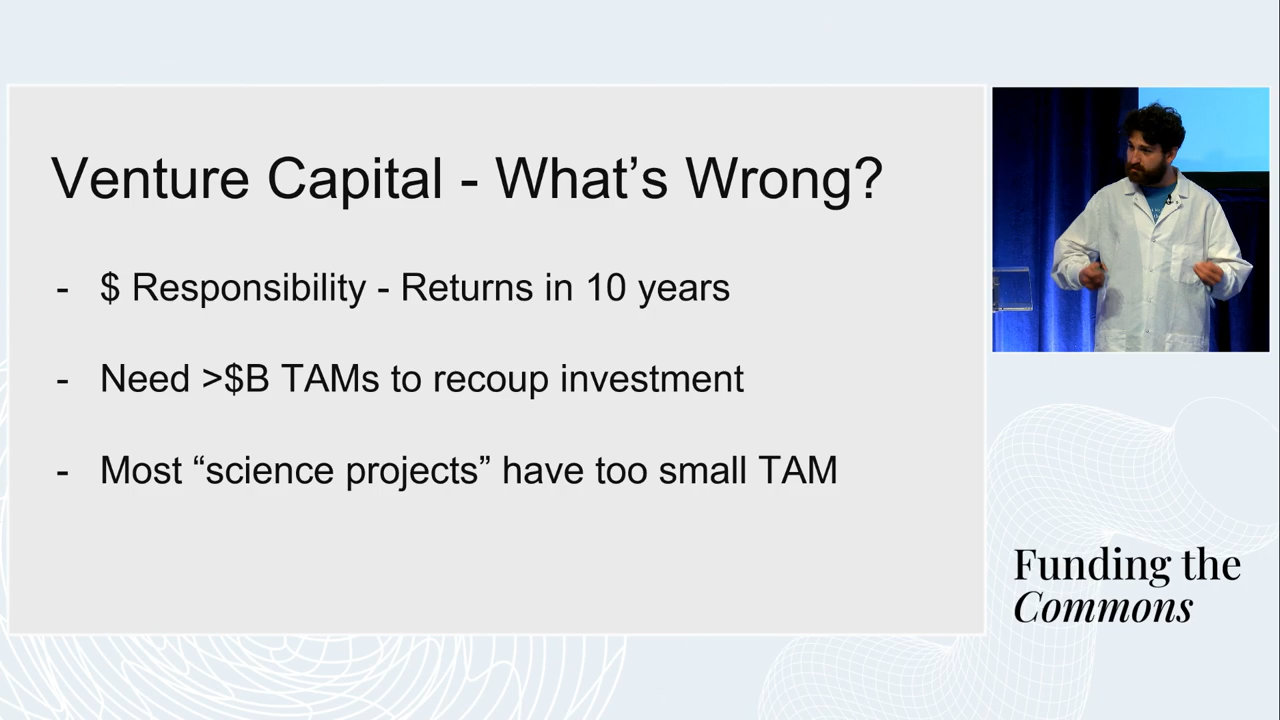 Venture Capital - What’s Wrong?
- $ Responsibility - Returns in 10 years
- Need >$B TAMs to recoup investment
- Most “science projects” have too small TAM
Funding the
Commons